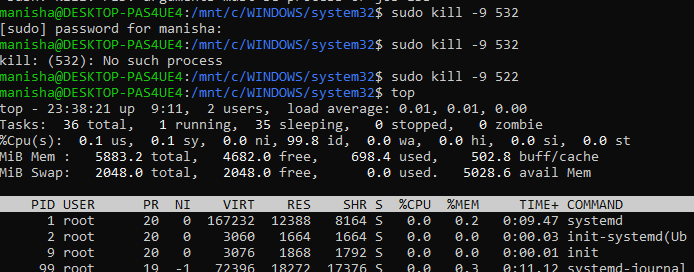 manisha@DESKTOP-PAS4UE4:/mnt/c/WINDOWS/system32$ sudo kill -9 532
[sudo] password for manisha:
manisha@DESKTOP-PAS4UE4:/mnt/c/WINDOWS/system32$ sudo kill -9 532
kill: (532): No such process
manisha@DESKTOP-PAS4UE4:/mnt/c/WINDOWS/system32$ sudo kill -9 522
manisha@DESKTOP-PAS4UE4:/mnt/c/WINDOWS/system32$ top
top - 23:38:21 up  9:11,  2 users,  load average: 0.01, 0.01, 0.00
Tasks:  36 total,   1 running,  35 sleeping,   0 stopped,   0 zombie
%Cpu(s):  0.1 us,  0.1 sy,  0.0 ni, 99.8 id,  0.0 wa,  0.0 hi,  0.0 si,  0.0 st
MiB Mem :   5883.2 total,   4682.0 free,    698.4 used,    502.8 buff/cache
MiB Swap:   2048.0 total,   2048.0 free,      0.0 used.   5028.6 avail Mem
PID USER      PR  NI    VIRT    RES    SHR S  %CPU  %MEM     TIME+ COMMAND
1 root      20   0  167232  12388   8164 S   0.0   0.2   0:09.47 systemd
2 root      20   0    3060   1664   1664 S   0.0   0.0   0:00.03 init-systemd(Ub
9 root      20   0    3076   1868   1792 S   0.0   0.0   0:00.01 init
99 root      19  -1   72396  18272  17376 S   0.0   0.3   0:11.12 systemd-journal